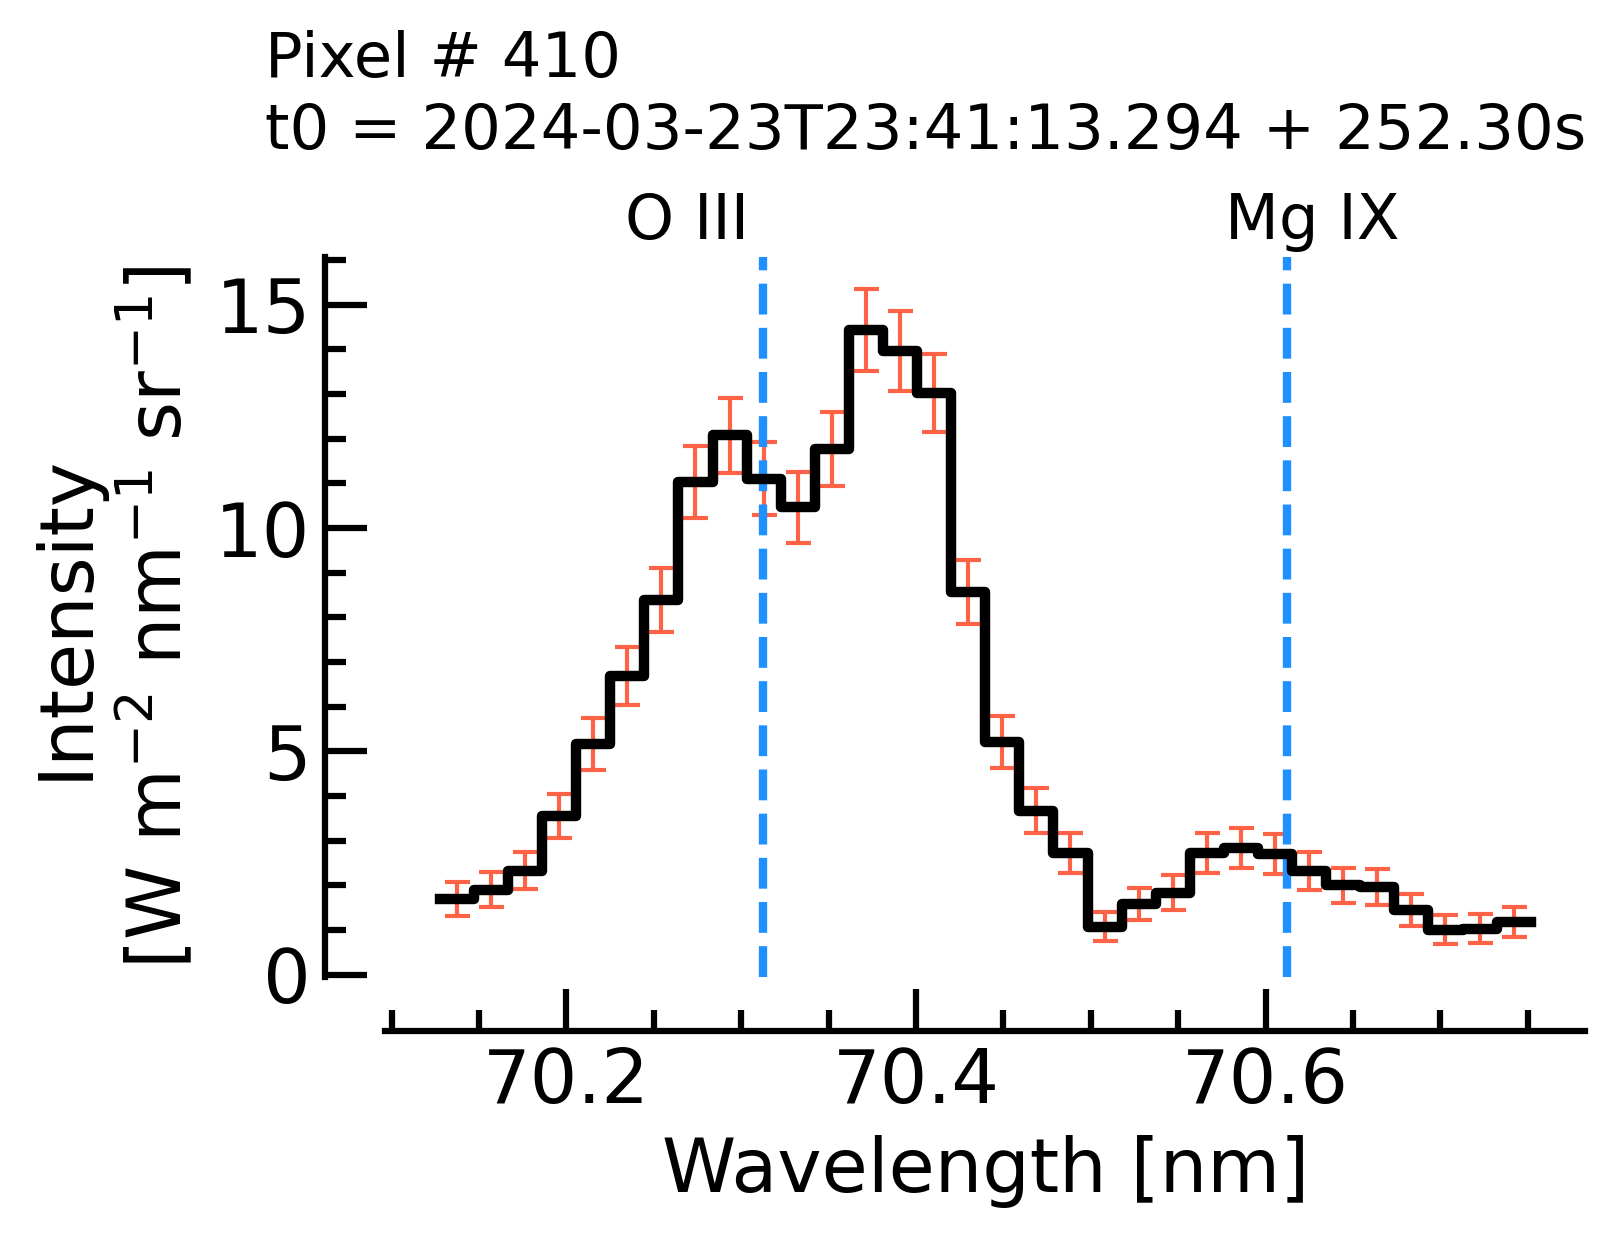 Pixel # 410
t0 = 2024-03-23T23:41:13.294 + 252.30s
O III
Mg IX
Intensity
[W m⁻² nm⁻¹ sr⁻¹]
15
10
5
0
70.2
70.4
70.6
Wavelength [nm]